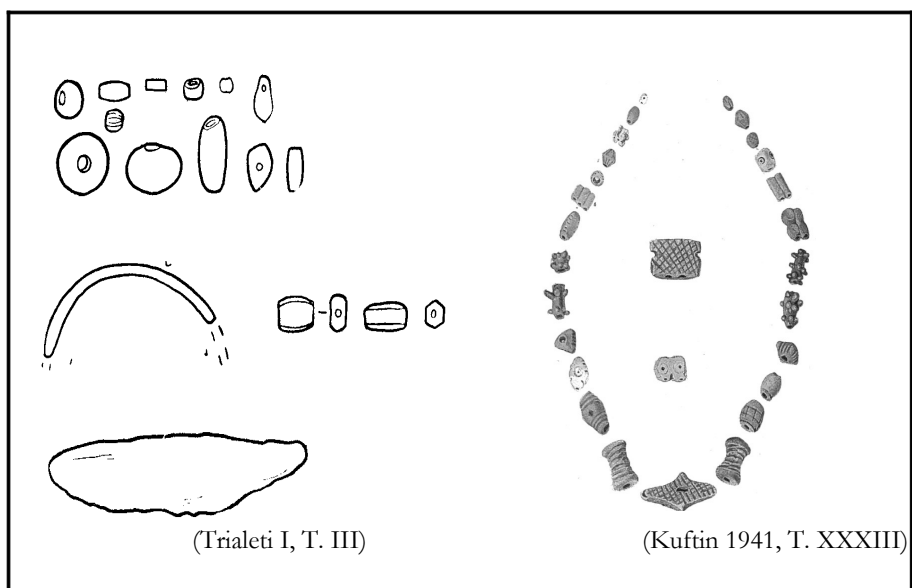 (Trialeti I, T. III)
(Kuftin 1941, T. XXXIII)